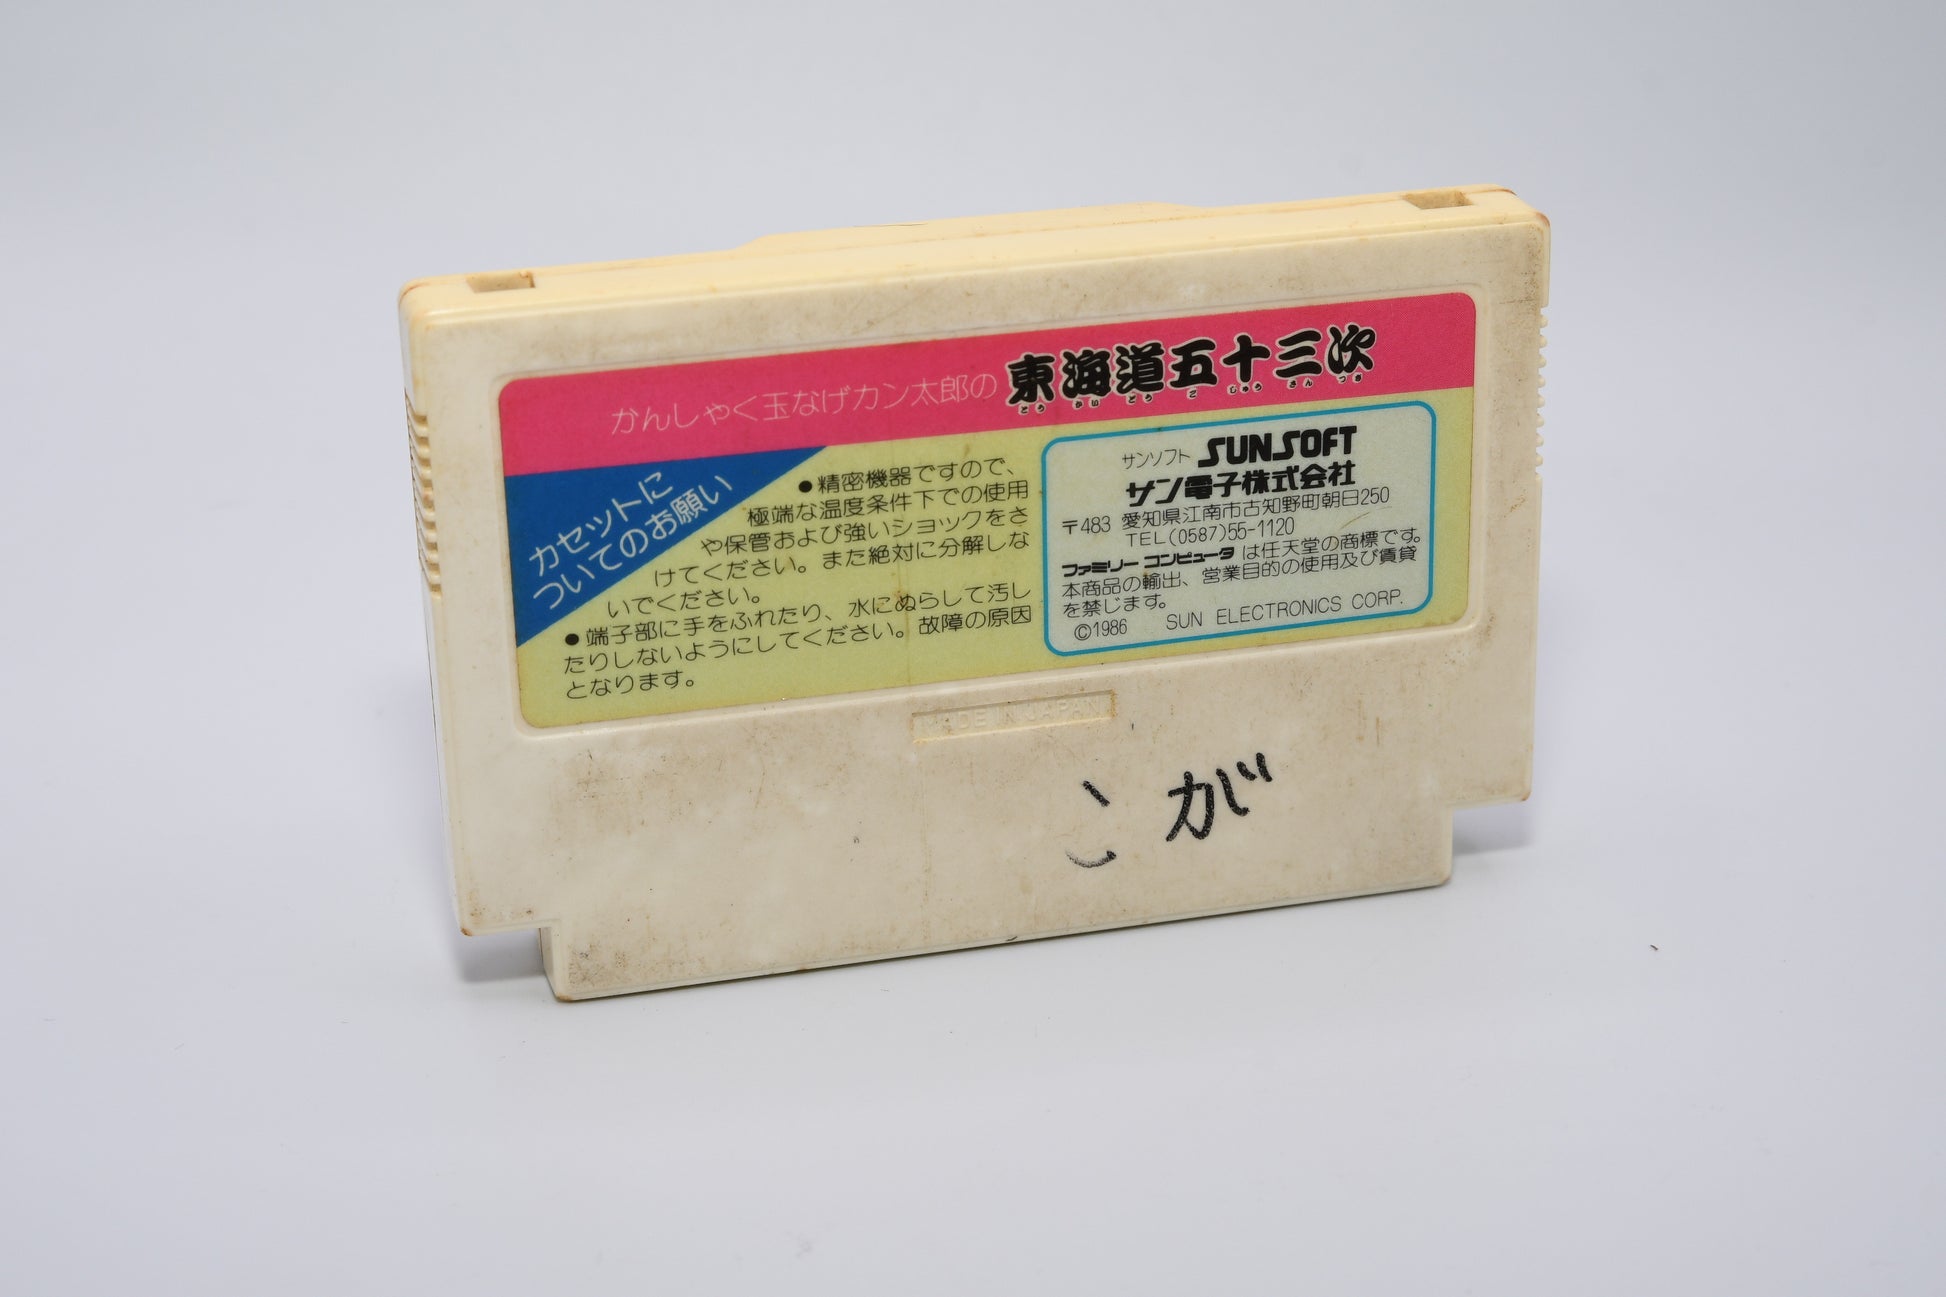 かんしゃく玉なげカン太郎の 東海道五十三次
とう かい どう ご じゅう さん つぎ
カセットに
ついてのお願い
●精密機器ですので、
極端な温度条件下での使用
や保管および強いショックをさ
けてください。また絶対に分解しな
いでください。
●端子部に手をふれたり、水にぬらして汚し
たりしないようにしてください。故障の原因
となります。
サンソフト SUNSOFT
サン電子株式会社
〒483 愛知県江南市古知野町朝日250
TEL(0587)55-1120
ファミリー コンピュータ は任天堂の商標です。
本商品の輸出、営業目的の使用及び賃貸
を禁じます。
©1986 SUN ELECTRONICS CORP.
MADE IN JAPAN
こが